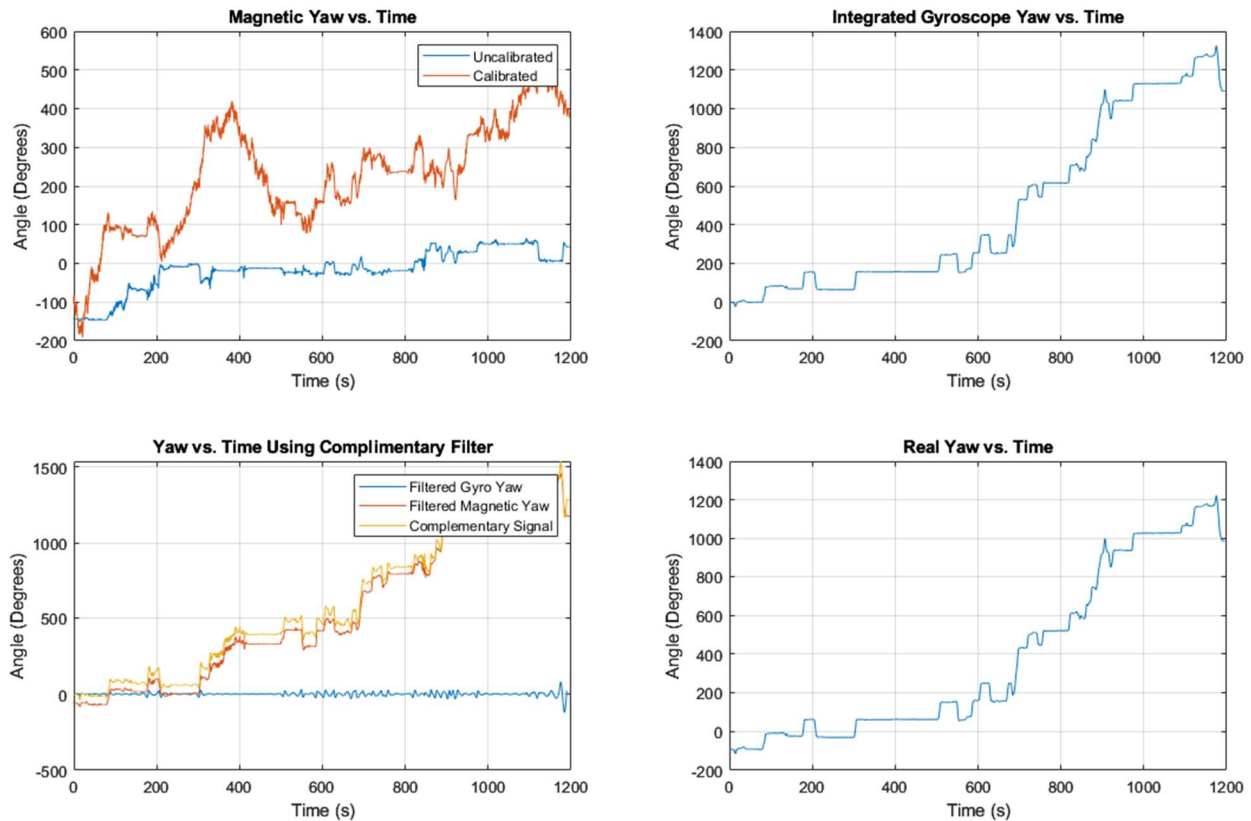 Magnetic Yaw vs. Time
600
500
400
300
200
100
0
-100
-200
0 200 400 600 800 1000 1200
Angle (Degrees)
Time (s)
Uncalibrated
Calibrated
Integrated Gyroscope Yaw vs. Time
1400
1200
1000
800
600
400
200
0
-200
0 200 400 600 800 1000 1200
Angle (Degrees)
Time (s)
Yaw vs. Time Using Complimentary Filter
1500
1000
500
0
-500
0 200 400 600 800 1000 1200
Angle (Degrees)
Time (s)
Filtered Gyro Yaw
Filtered Magnetic Yaw
Complementary Signal
Real Yaw vs. Time
1400
1200
1000
800
600
400
200
0
-200
0 200 400 600 800 1000 1200
Angle (Degrees)
Time (s)